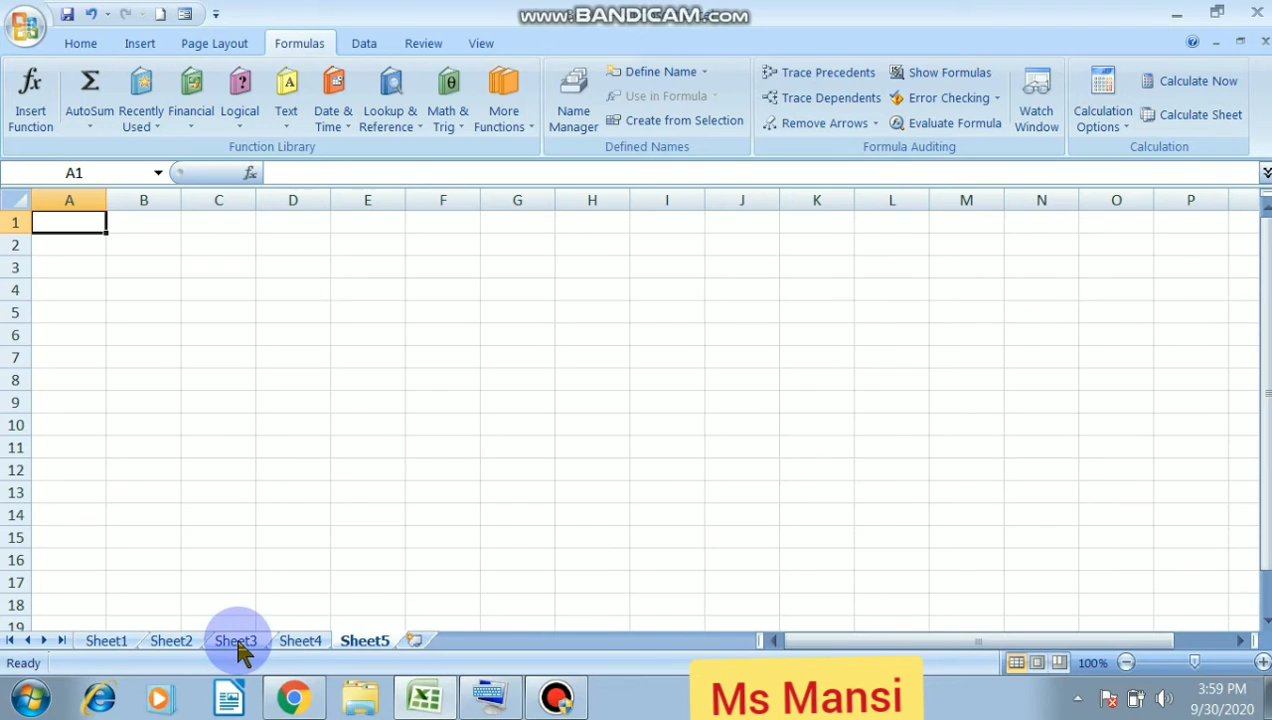 www.BANDICAM.com
Home Insert Page Layout Formulas Data Review View
Insert Function
AutoSum
Recently Used
Financial
Logical
Text
Date & Time
Lookup & Reference
Math & Trig
More Functions
Function Library
Name Manager
Define Name
Use in Formula
Create from Selection
Defined Names
Trace Precedents
Trace Dependents
Remove Arrows
Show Formulas
Error Checking
Evaluate Formula
Watch Window
Formula Auditing
Calculation Options
Calculate Now
Calculate Sheet
Calculation
A1 fx
A B C D E F G H I J K L M N O P
1
2
3
4
5
6
7
8
9
10
11
12
13
14
15
16
17
18
19
Sheet1 Sheet2 Sheet3 Sheet4 Sheet5
Ready 100%
Ms Mansi
3:59 PM
9/30/2020